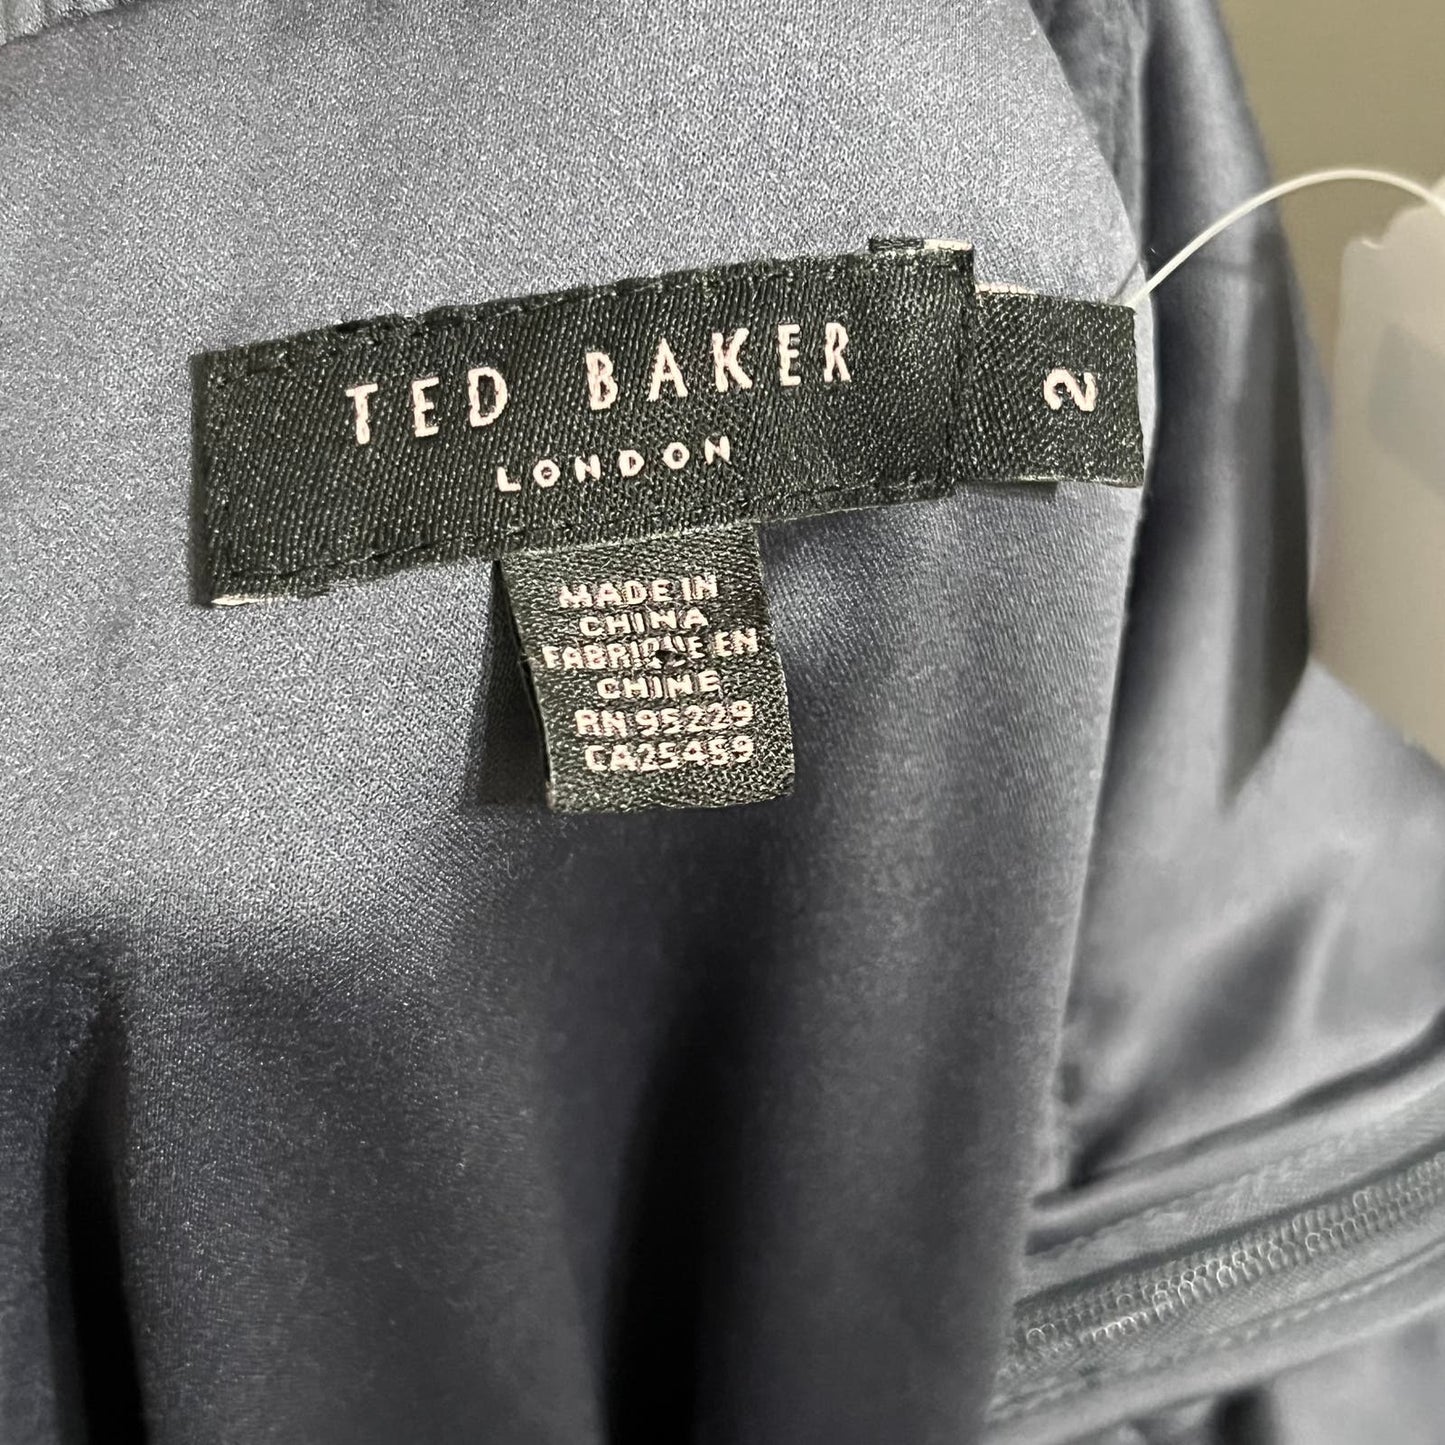 TED BAKER
LONDON
2
MADE IN
CHINA
FABRIQUE EN
CHINE
RN 95229
CA25459